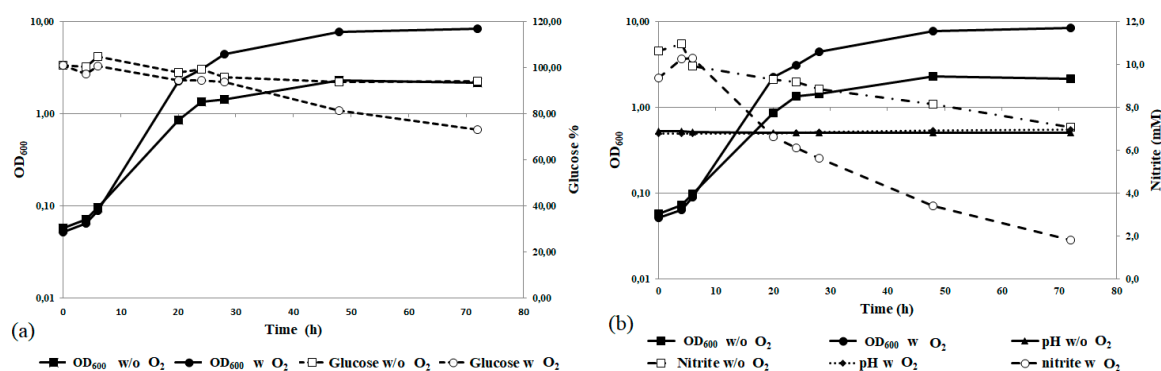 10,00
1,00
0,10
0,01
OD600
120,00
100,00
80,00
60,00
40,00
20,00
0,00
Glucose %
0 10 20 30 40 50 60 70 80
Time (h)
(a)
OD600 w/o O2 OD600 w O2 Glucose w/o O2 Glucose w O2
10,00
1,00
0,10
0,01
OD600
12,0
10,0
8,0
6,0
4,0
2,0
0,0
Nitrite (mM)
0 10 20 30 40 50 60 70 80
Time (h)
(b)
OD600 w/o O2 OD600 w O2 pH w/o O2
Nitrite w/o O2 pH w O2 nitrite w O2